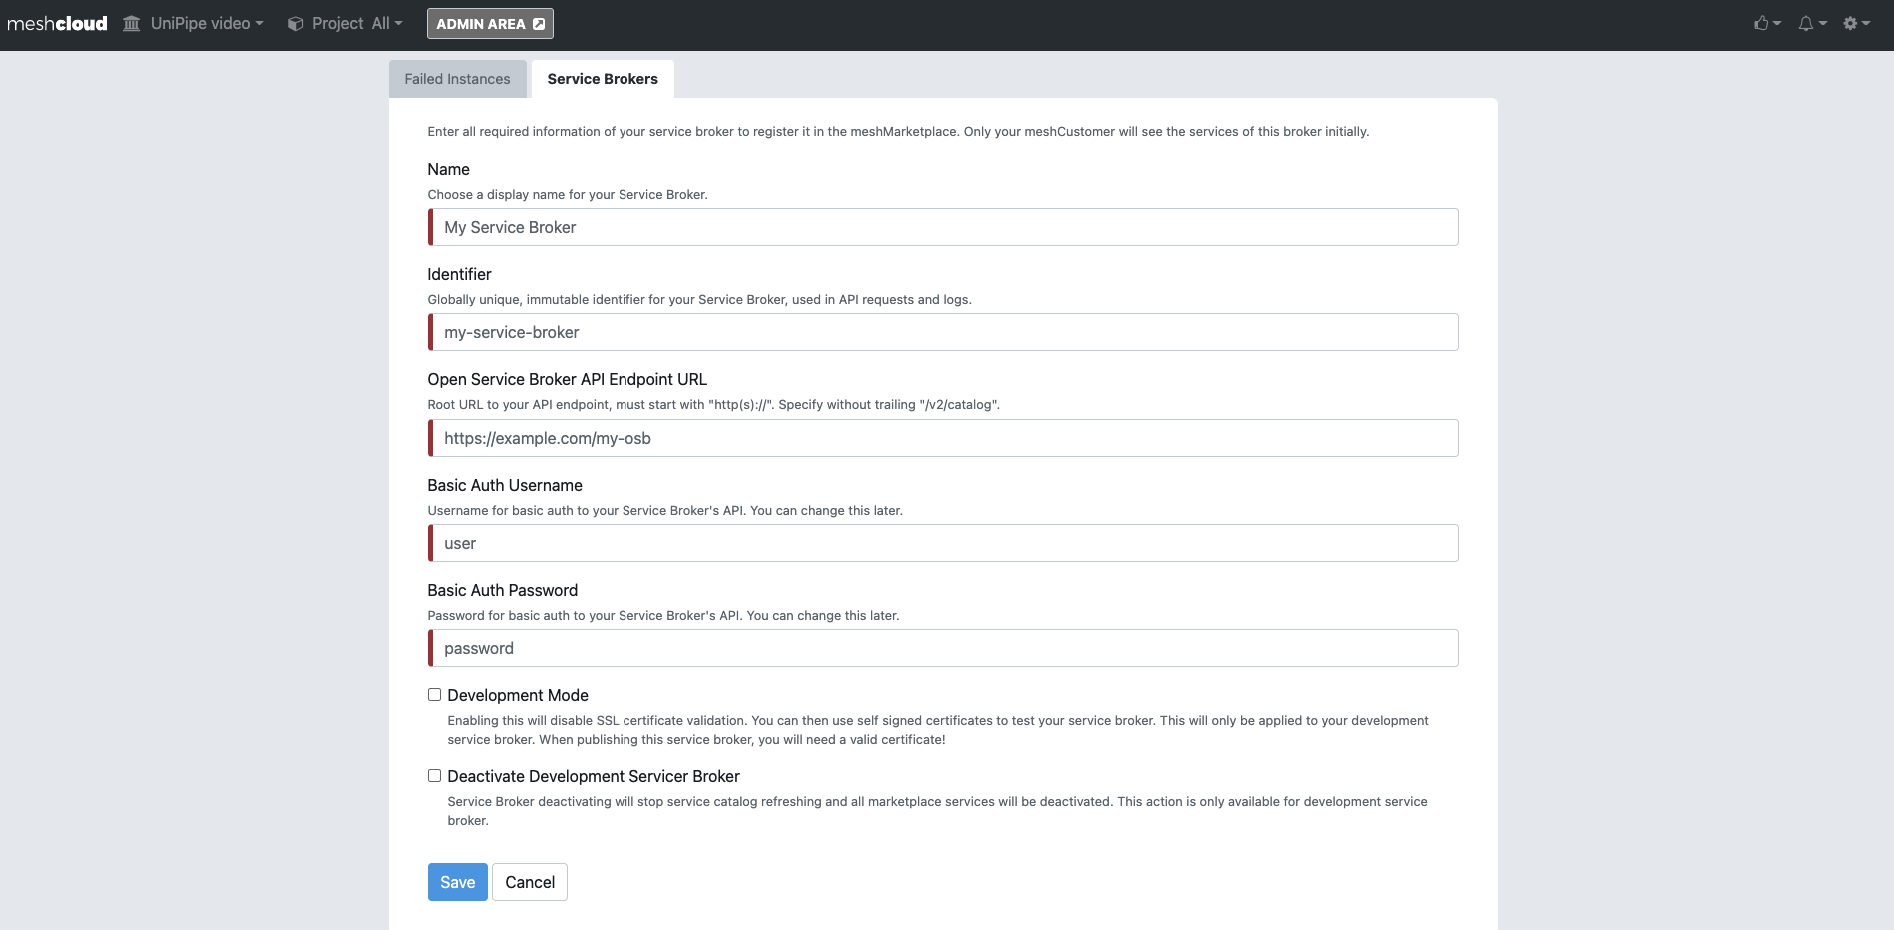 meshcloud UniPipe video Project All ADMIN AREA
Failed Instances Service Brokers
Enter all required information of your service broker to register it in the meshMarketplace. Only your meshCustomer will see the services of this broker initially.
Name
Choose a display name for your Service Broker.
My Service Broker
Identifier
Globally unique, immutable identifier for your Service Broker, used in API requests and logs.
my-service-broker
Open Service Broker API Endpoint URL
Root URL to your API endpoint, must start with "http(s)://". Specify without trailing "/v2/catalog".
https://example.com/my-osb
Basic Auth Username
Username for basic auth to your Service Broker's API. You can change this later.
user
Basic Auth Password
Password for basic auth to your Service Broker's API. You can change this later.
password
Development Mode
Enabling this will disable SSL certificate validation. You can then use self signed certificates to test your service broker. This will only be applied to your development
service broker. When publishing this service broker, you will need a valid certificate!
Deactivate Development Servicer Broker
Service Broker deactivating will stop service catalog refreshing and all marketplace services will be deactivated. This action is only available for development service
broker.
Save Cancel